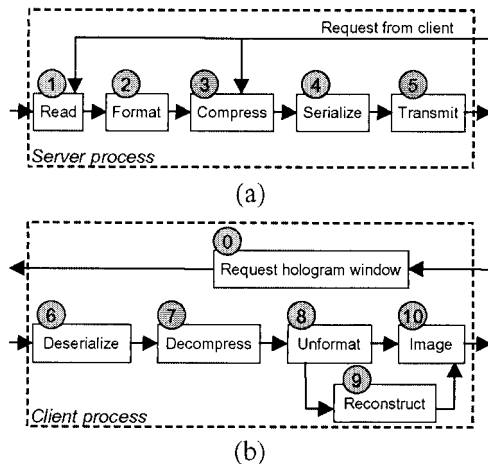 (a)
Request from client
1 2 3 4 5
Read Format Compress Serialize Transmit
Server process
(a)
(b)
0
Request hologram window
6 7 8 10
Deserialize Decompress Unformat Image
9
Reconstruct
Client process
(b)